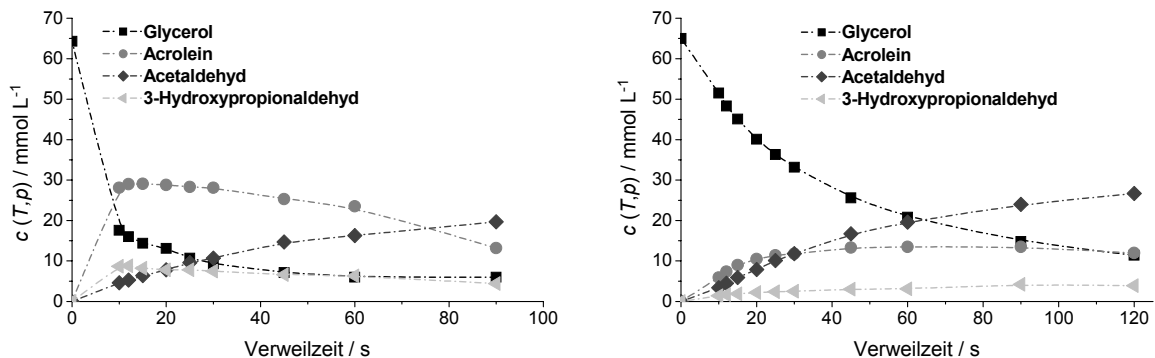 c (T,p) / mmol L⁻¹
70
60
50
40
30
20
10
0
Glycerol
Acrolein
Acetaldehyd
3-Hydroxypropionaldehyd
0 20 40 60 80 100
Verweilzeit / s
c (T,p) / mmol L⁻¹
70
60
50
40
30
20
10
0
Glycerol
Acrolein
Acetaldehyd
3-Hydroxypropionaldehyd
0 20 40 60 80 100 120
Verweilzeit / s